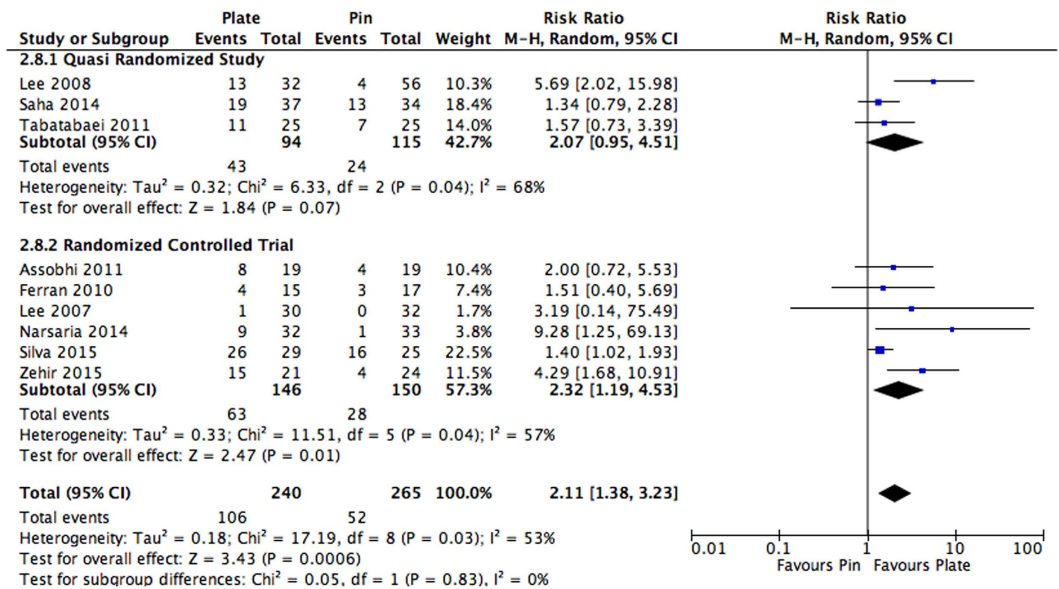 Plate Pin Risk Ratio Risk Ratio
Study or Subgroup Events Total Events Total Weight M-H, Random, 95% CI M-H, Random, 95% CI
2.8.1 Quasi Randomized Study
Lee 2008 13 32 4 56 10.3% 5.69 [2.02, 15.98]
Saha 2014 19 37 13 34 18.4% 1.34 [0.79, 2.28]
Tabatabaei 2011 11 25 7 25 14.0% 1.57 [0.73, 3.39]
Subtotal (95% CI) 94 115 42.7% 2.07 [0.95, 4.51]
Total events 43 24
Heterogeneity: Tau² = 0.32; Chi² = 6.33, df = 2 (P = 0.04); I² = 68%
Test for overall effect: Z = 1.84 (P = 0.07)
2.8.2 Randomized Controlled Trial
Assobhi 2011 8 19 4 19 10.4% 2.00 [0.72, 5.53]
Ferran 2010 4 15 3 17 7.4% 1.51 [0.40, 5.69]
Lee 2007 1 30 0 32 1.7% 3.19 [0.14, 75.49]
Narsaria 2014 9 32 1 33 3.8% 9.28 [1.25, 69.13]
Silva 2015 26 29 16 25 22.5% 1.40 [1.02, 1.93]
Zehir 2015 15 21 4 24 11.5% 4.29 [1.68, 10.91]
Subtotal (95% CI) 146 150 57.3% 2.32 [1.19, 4.53]
Total events 63 28
Heterogeneity: Tau² = 0.33; Chi² = 11.51, df = 5 (P = 0.04); I² = 57%
Test for overall effect: Z = 2.47 (P = 0.01)
Total (95% CI) 240 265 100.0% 2.11 [1.38, 3.23]
Total events 106 52
Heterogeneity: Tau² = 0.18; Chi² = 17.19, df = 8 (P = 0.03); I² = 53%
Test for overall effect: Z = 3.43 (P = 0.0006)
Test for subgroup differences: Chi² = 0.05, df = 1 (P = 0.83), I² = 0%
0.01 0.1 1 10 100
Favours Pin Favours Plate